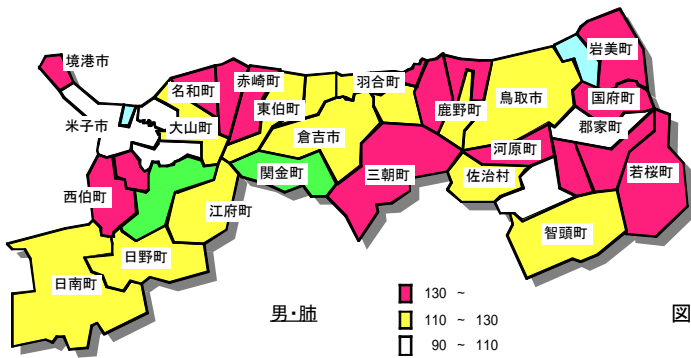 境港市
岩美町
名和町
赤崎町
羽合町
国府町
東伯町
鹿野町
鳥取市
米子市
大山町
倉吉市
郡家町
河原町
関金町
三朝町
佐治村
若桜町
西伯町
江府町
智頭町
日野町
日南町
男・肺
130 ~
110 ~ 130
90 ~ 110
図